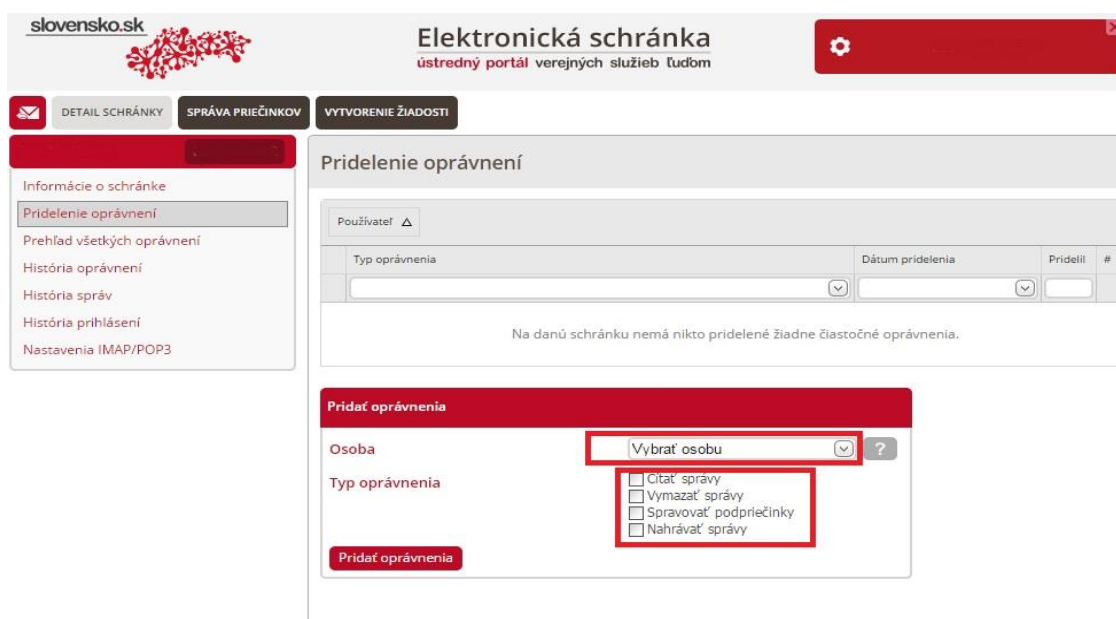 slovensko.sk
Elektronická schránka
ústredný portál verejných služieb ľuďom
DETAIL SCHRÁNKY SPRÁVA PRIEČINKOV VYTVORENIE ŽIADOSTI
Informácie o schránke
Pridelenie oprávnení
Prehľad všetkých oprávnení
História oprávnení
História správ
História prihlásení
Nastavenia IMAP/POP3
Pridelenie oprávnení
Používateľ
Typ oprávnenia Dátum pridelenia Pridelil #
Na danú schránku nemá nikto pridelené žiadne čiastočné oprávnenia.
Pridať oprávnenia
Osoba Vybrať osobu ?
Typ oprávnenia Čítať správy
Vymazať správy
Spravovať podpriečinky
Nahrávať správy
Pridať oprávnenia